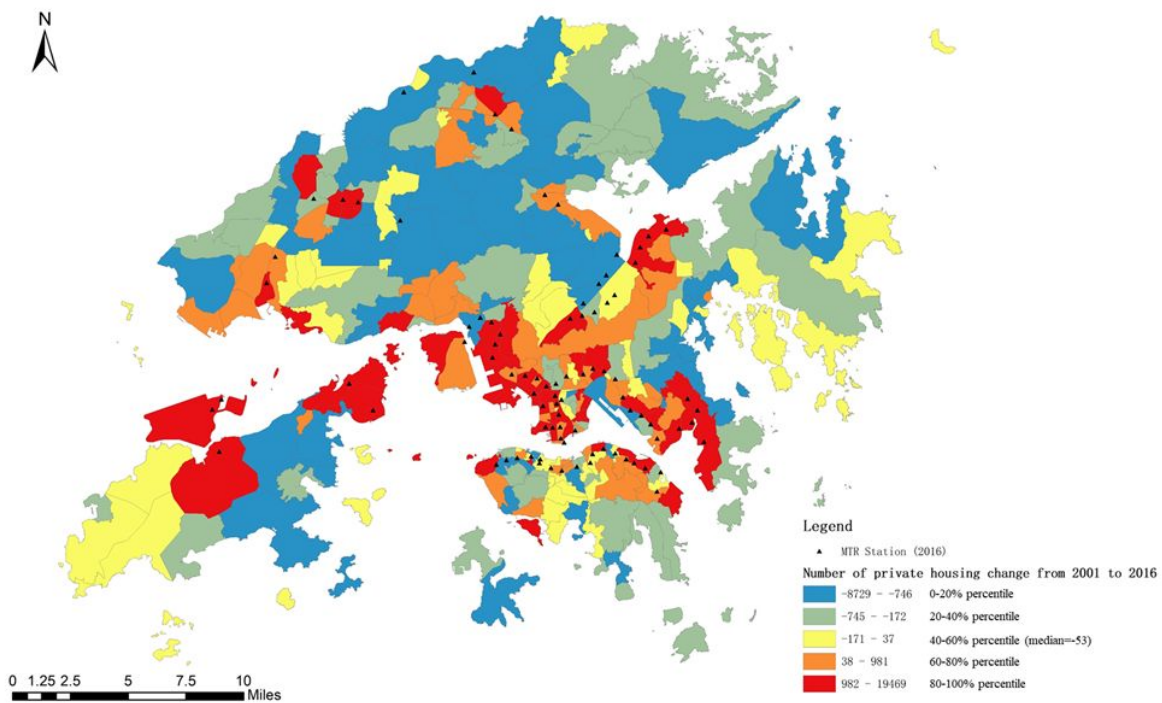 N
Legend
MTR Station (2016)
Number of private housing change from 2001 to 2016
-8729 - -746 0-20% percentile
-745 - -172 20-40% percentile
-171 - 37 40-60% percentile (median=-53)
38 - 981 60-80% percentile
982 - 19469 80-100% percentile
0 1.25 2.5 5 7.5 10
Miles